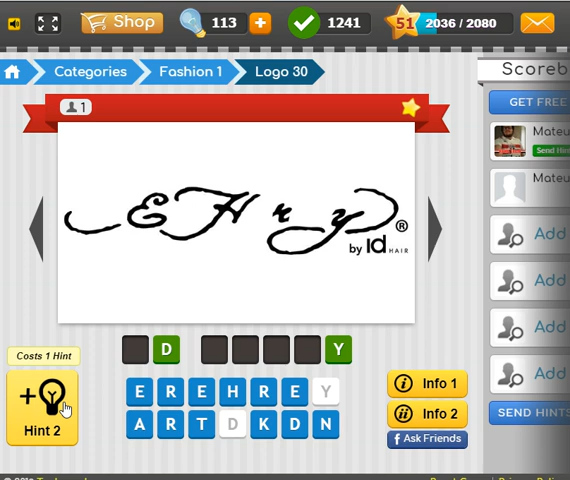 Shop
113
+
1241
51
2036 / 2080
Categories
Fashion 1
Logo 30
Scoreb
1
GET FREE
Mateu
Send Hin
Mateu
E H r y ®
by Id HAIR
Add
Add
Add
Add
D Y
Costs 1 Hint
+
Hint 2
E R E H R E Y
A R T D K D N
i Info 1
ii Info 2
f Ask Friends
SEND HINTS